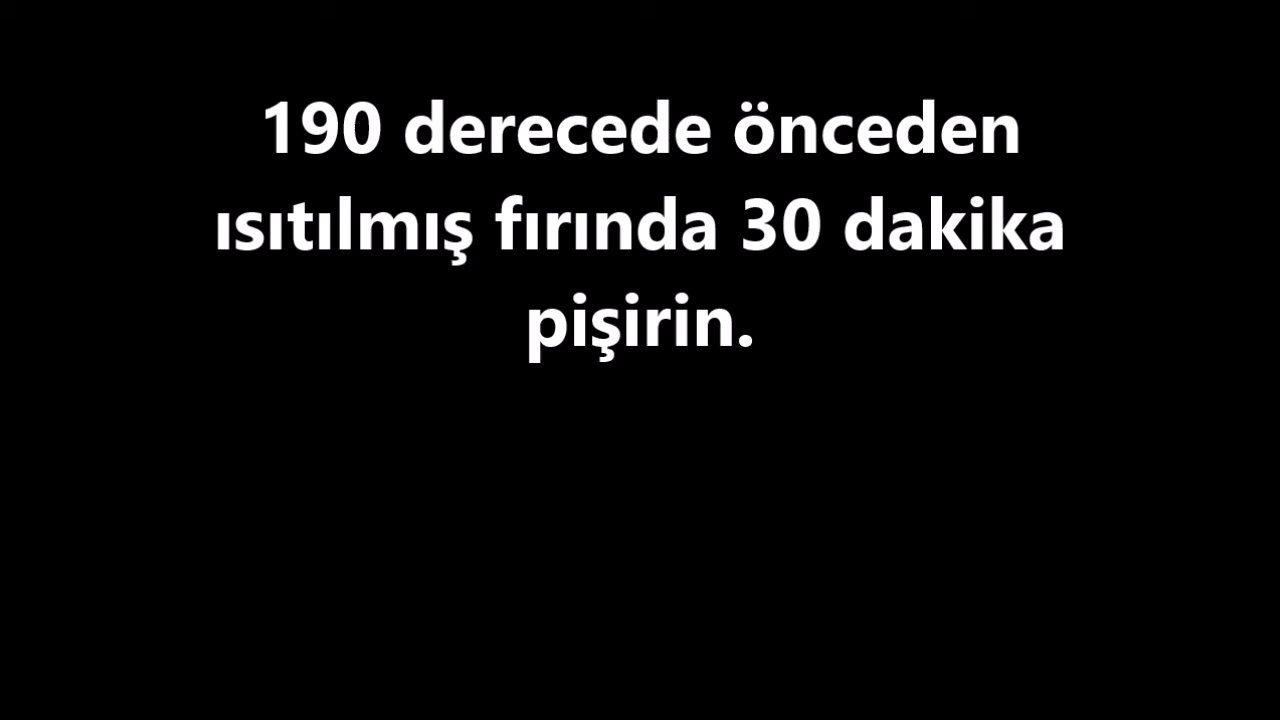 190 derecede önceden
ısıtılmış fırında 30 dakika
pişirin.